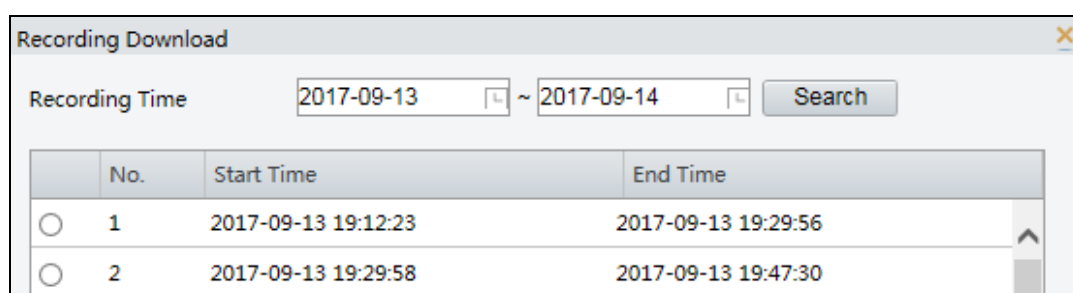 Recording Download
Recording Time 2017-09-13 ~ 2017-09-14 Search
No. Start Time End Time
1 2017-09-13 19:12:23 2017-09-13 19:29:56
2 2017-09-13 19:29:58 2017-09-13 19:47:30